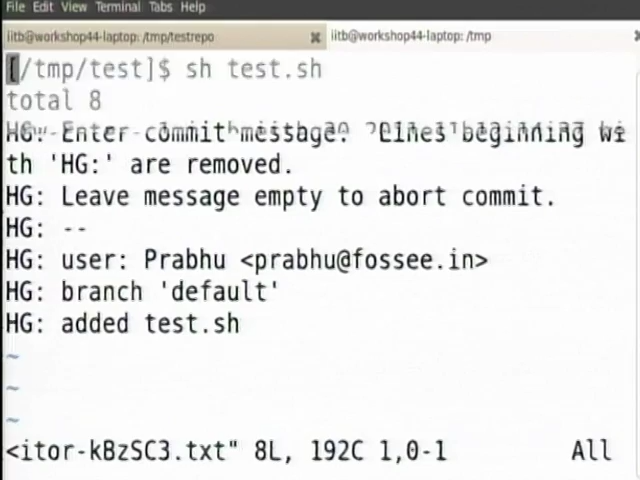 File Edit View Terminal Tabs Help
iitb@workshop44-laptop: /tmp/testrepo
iitb@workshop44-laptop: /tmp
[/tmp/test]$ sh test.sh
total 8
HG: Enter commit message. Lines beginning wi
th 'HG:' are removed.
HG: Leave message empty to abort commit.
HG: --
HG: user: Prabhu <prabhu@fossee.in>
HG: branch 'default'
HG: added test.sh
~
~
~
<itor-kBzSC3.txt" 8L, 192C 1,0-1 All